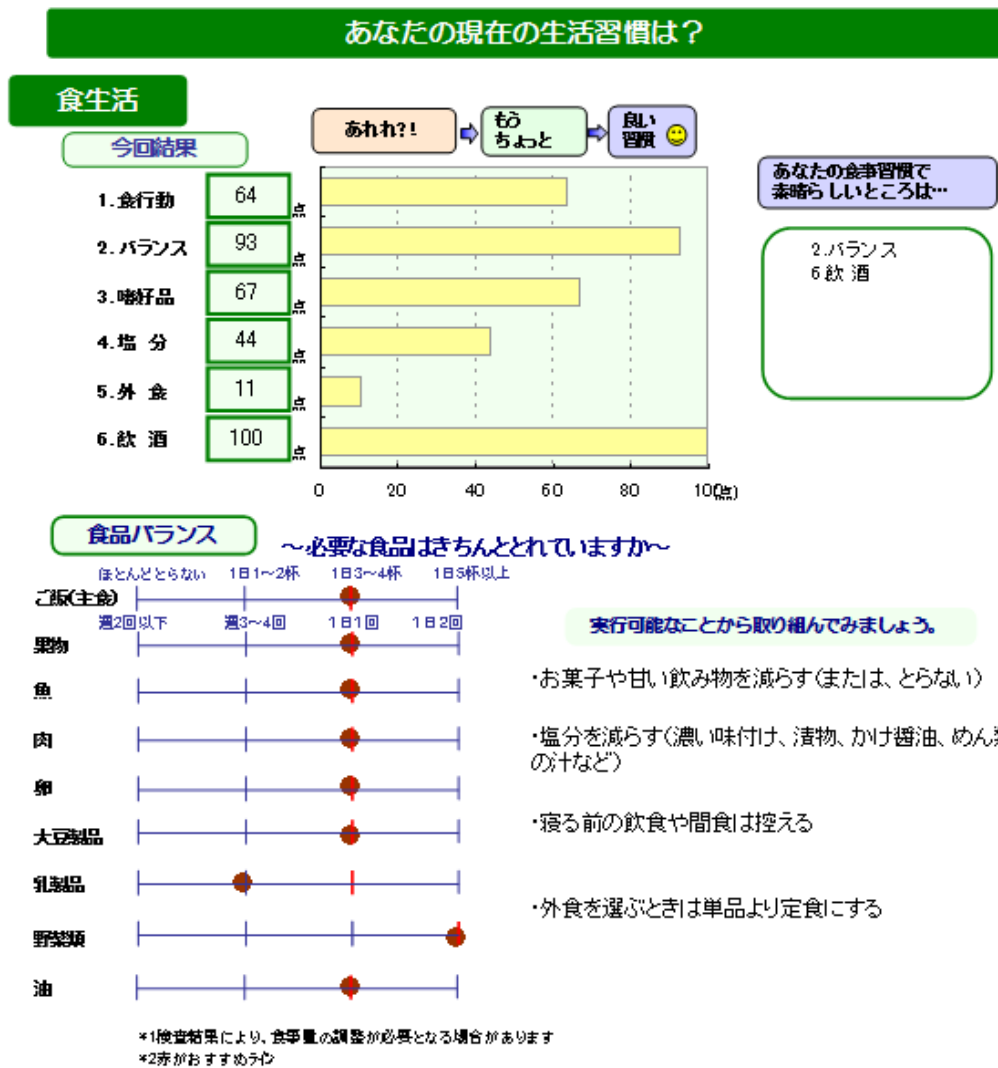 あなたの現在の生活習慣は？
食生活
今回結果
あれれ?!
もう
ちょっと
良い
習慣
あなたの食事習慣で
素晴らしいところは…
1.食行動 64 点
2.バランス 93 点
3.嗜好品 67 点
4.塩 分 44 点
5.外 食 11 点
6.飲 酒 100 点
0 20 40 60 80 100(点)
2.バランス
6.飲 酒
食品バランス
～必要な食品はきちんととれていますか～
ほとんどとらない 1日1～2杯 1日3～4杯 1日5杯以上
ご飯(主食)
週2回以下 週3～4回 1日1回 1日2回
果物
魚
肉
卵
大豆製品
乳製品
野菜類
油
実行可能なことから取り組んでみましょう。
・お菓子や甘い飲み物を減らす(または、とらない)
・塩分を減らす(濃い味付け、漬物、かけ醤油、めん類
の汁など)
・寝る前の飲食や間食は控える
・外食を選ぶときは単品より定食にする
*1検査結果により、食事量の調整が必要となる場合があります
*2赤がおすすめライン